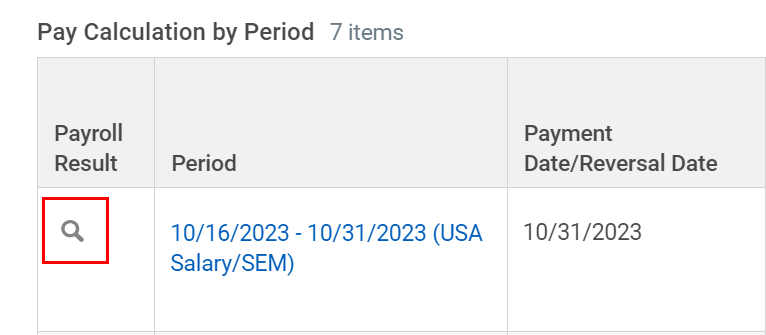 Pay Calculation by Period 7 items
Payroll
Result
Period
Payment
Date/Reversal Date
10/16/2023 - 10/31/2023 (USA
Salary/SEM)
10/31/2023